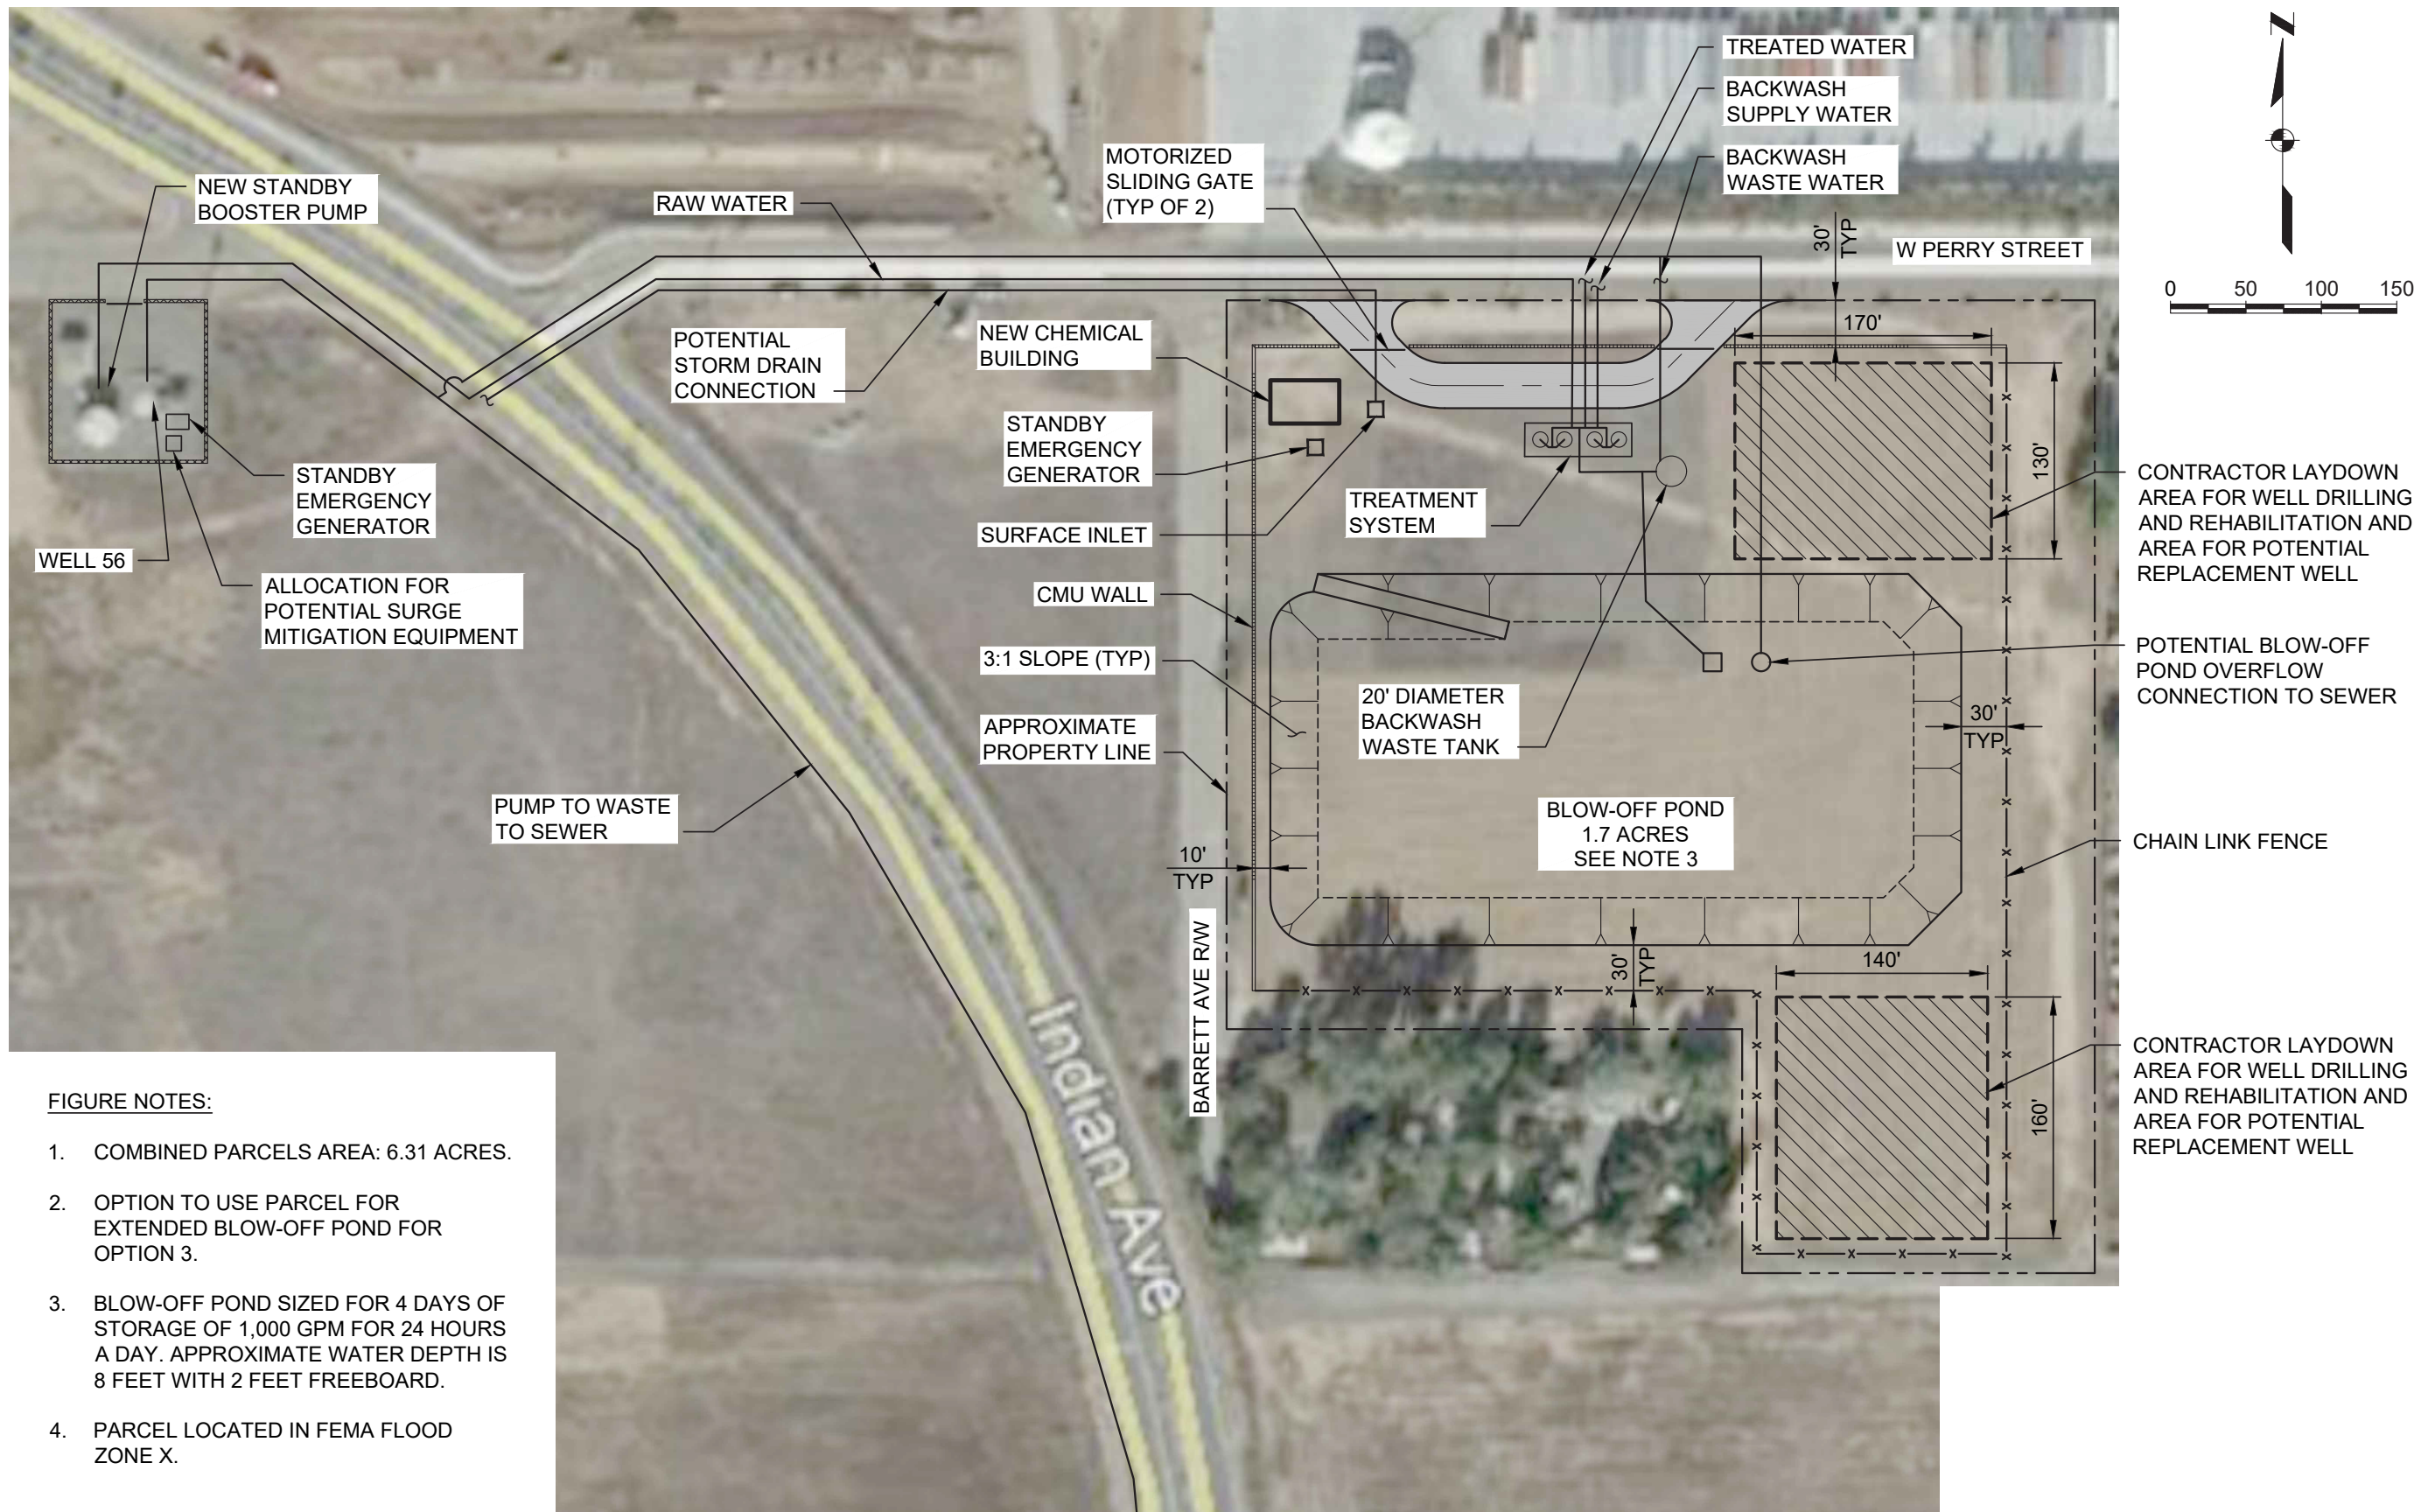 TREATED WATER
BACKWASH
SUPPLY WATER
BACKWASH
WASTE WATER
MOTORIZED
SLIDING GATE
(TYP OF 2)
NEW STANDBY
BOOSTER PUMP
RAW WATER
30'
TYP
W PERRY STREET
N
0 50 100 150
170'
130'
POTENTIAL
STORM DRAIN
CONNECTION
NEW CHEMICAL
BUILDING
STANDBY
EMERGENCY
GENERATOR
SURFACE INLET
TREATMENT
SYSTEM
CONTRACTOR LAYDOWN
AREA FOR WELL DRILLING
AND REHABILITATION AND
AREA FOR POTENTIAL
REPLACEMENT WELL
STANDBY
EMERGENCY
GENERATOR
WELL 56
ALLOCATION FOR
POTENTIAL SURGE
MITIGATION EQUIPMENT
CMU WALL
3:1 SLOPE (TYP)
APPROXIMATE
PROPERTY LINE
20' DIAMETER
BACKWASH
WASTE TANK
POTENTIAL BLOW-OFF
POND OVERFLOW
CONNECTION TO SEWER
30'
TYP
PUMP TO WASTE
TO SEWER
BLOW-OFF POND
1.7 ACRES
SEE NOTE 3
CHAIN LINK FENCE
10'
TYP
BARRETT AVE R/W
30'
TYP
140'
160'
Indian Ave
CONTRACTOR LAYDOWN
AREA FOR WELL DRILLING
AND REHABILITATION AND
AREA FOR POTENTIAL
REPLACEMENT WELL
FIGURE NOTES:
1. COMBINED PARCELS AREA: 6.31 ACRES.
2. OPTION TO USE PARCEL FOR
EXTENDED BLOW-OFF POND FOR
OPTION 3.
3. BLOW-OFF POND SIZED FOR 4 DAYS OF
STORAGE OF 1,000 GPM FOR 24 HOURS
A DAY. APPROXIMATE WATER DEPTH IS
8 FEET WITH 2 FEET FREEBOARD.
4. PARCEL LOCATED IN FEMA FLOOD
ZONE X.